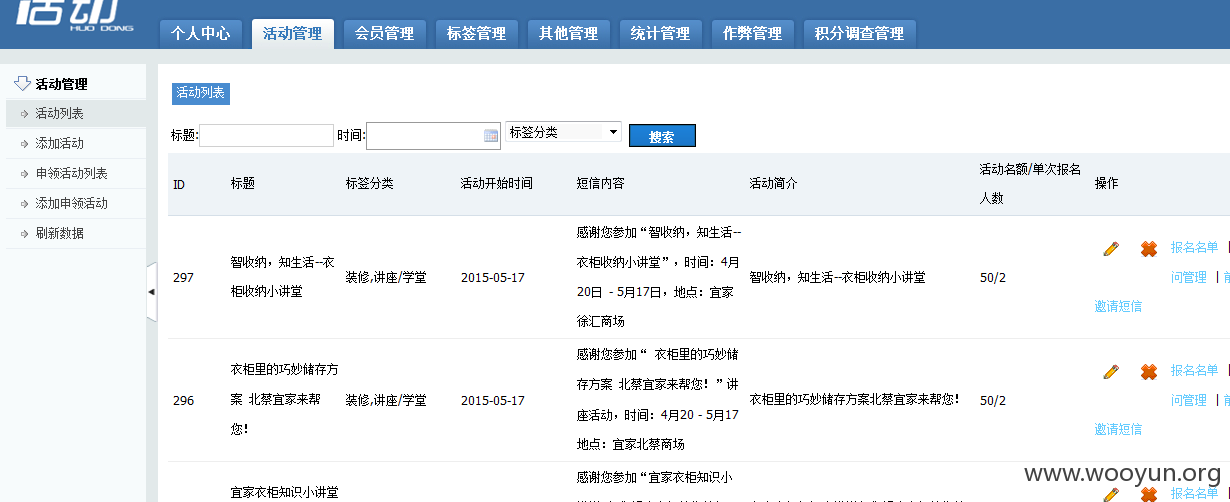 活动
HUO DONG
个人中心 活动管理 会员管理 标签管理 其他管理 统计管理 作弊管理 积分调查管理
活动管理
活动列表
添加活动
申领活动列表
添加申领活动
刷新数据
活动列表
标题: 时间: 标签分类 搜索
ID 标题 标签分类 活动开始时间 短信内容 活动简介 活动名额/单次报名
人数 操作
297
智收纳，知生活--衣
柜收纳小讲堂
装修,讲座/学堂
2015-05-17
感谢您参加“智收纳，知生活--
衣柜收纳小讲堂”，时间：4月
20日 - 5月17日，地点：宜家
徐汇商场
智收纳，知生活--衣柜收纳小讲堂
50/2
报名名单 |
问管理 | 前
邀请短信
296
衣柜里的巧妙储存方
案 北蔡宜家来帮
您！
装修,讲座/学堂
2015-05-17
感谢您参加“ 衣柜里的巧妙储
存方案 北蔡宜家来帮您！”讲
座活动，时间：4月20 - 5月17
地点：宜家北蔡商场
衣柜里的巧妙储存方案北蔡宜家来帮您！
50/2
报名名单 |
问管理 | 前
邀请短信
宜家衣柜知识小讲堂
感谢您参加“宜家衣柜知识小
报名名单
www.wooyun.org